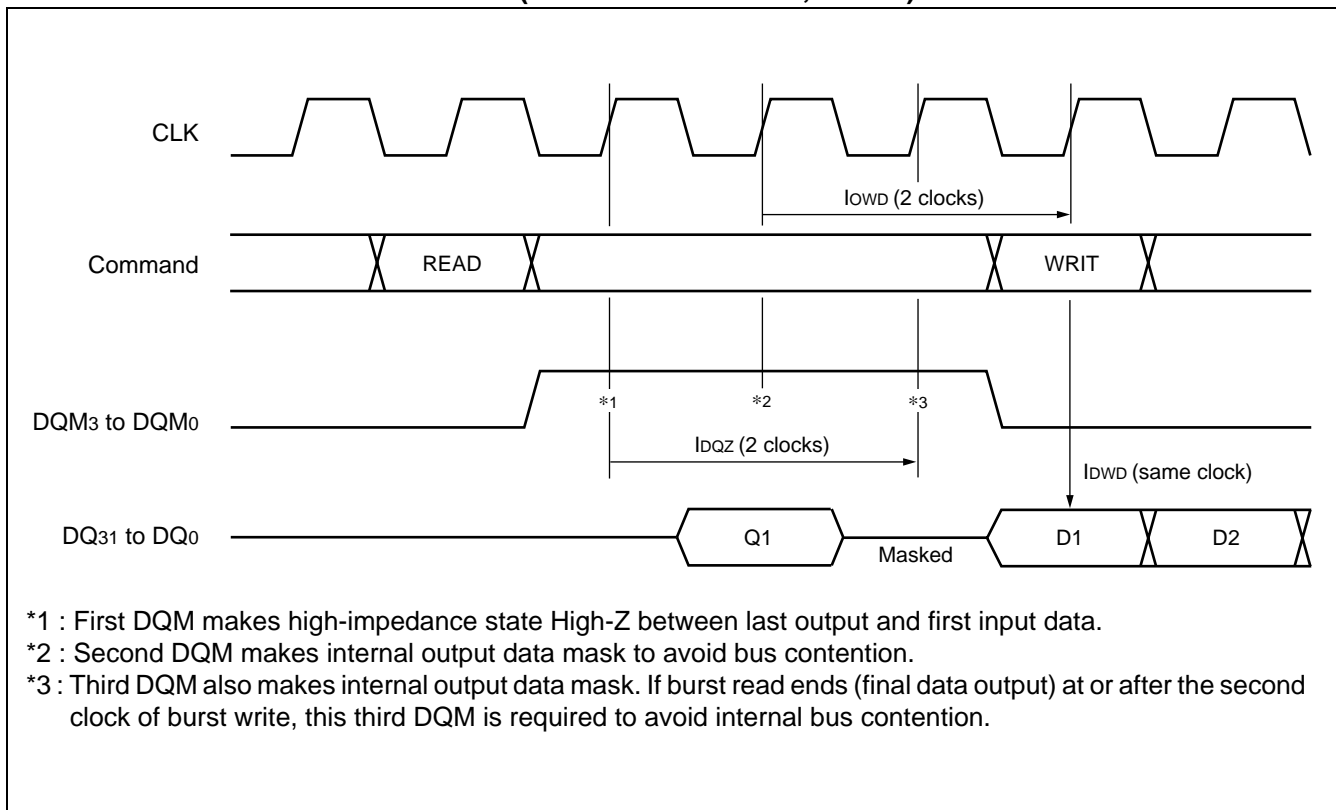 CLK
IOWD (2 clocks)
Command
READ
WRIT
*1
*2
*3
DQM3 to DQM0
IDQZ (2 clocks)
IDWD (same clock)
DQ31 to DQ0
Q1
Masked
D1
D2
*1 : First DQM makes high-impedance state High-Z between last output and first input data.
*2 : Second DQM makes internal output data mask to avoid bus contention.
*3 : Third DQM also makes internal output data mask. If burst read ends (final data output) at or after the second
clock of burst write, this third DQM is required to avoid internal bus contention.